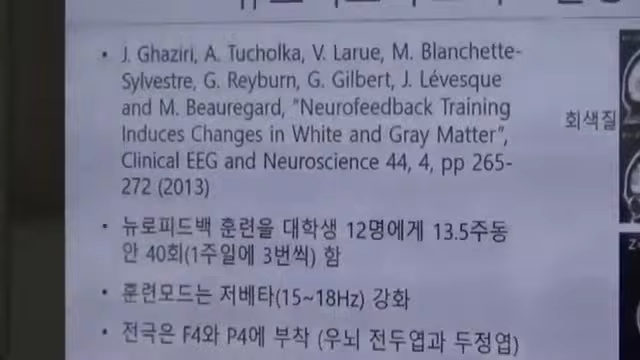 • J. Ghaziri, A. Tucholka, V. Larue, M. Blanchette-
Sylvestre, G. Reyburn, G. Gilbert, J. Lévesque
and M. Beauregard, "Neurofeedback Training
Induces Changes in White and Gray Matter",
Clinical EEG and Neuroscience 44, 4, pp 265-
272 (2013)
회색질
• 뉴로피드백 훈련을 대학생 12명에게 13.5주동
안 40회(1주일에 3번씩) 함
• 훈련모드는 저베타(15~18Hz) 강화
• 전극은 F4와 P4에 부착 (우뇌 전두엽과 두정엽)